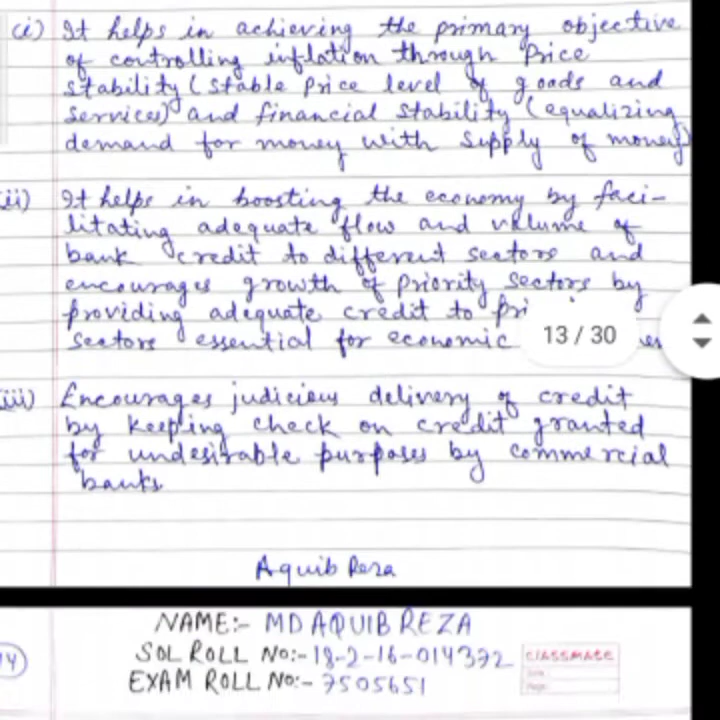 (i) It helps in achieving the primary objective
of controlling inflation through Price
stability (stable price level of goods and
services) and financial stability (equalizing
demand for money with supply of money)
(ii) It helps in boosting the economy by faci-
litating adequate flow and volume of
bank credit to different sectors and
encourages growth of priority sectors by
providing adequate credit to
sectors essential for economic
13 / 30
(iii) Encourages judicious delivery of credit
by keeping check on credit granted
for undesirable purposes by commercial
banks.
Aquib Reza
NAME:- MD AQUIB REZA
SOL ROLL No:- 18-2-16-014372
EXAM ROLL No:- 7505651
CLASSMATE
Date
Page